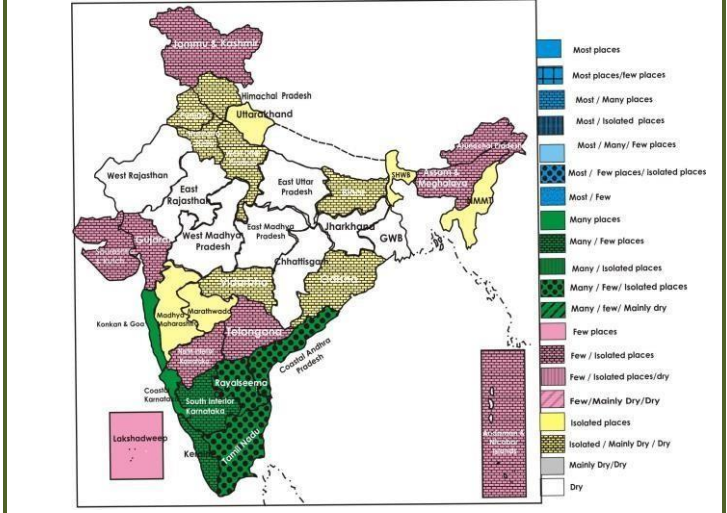 Jammu & Kashmir
Himachal Pradesh
Uttarakhand
West Rajasthan
East
Rajasthan
East Uttar
Pradesh
Bihar
SHWB
Assam &
Meghalaya
Arunachal Pradesh
NMMT
Gujarat
West Madhya
Pradesh
East Madhya
Pradesh
Jharkhand
GWB
Chhattisgarh
Vidarbha
Odisha
Madhya
Maharashtra
Marathwada
Konkan & Goa
Telangana
North Interior
Karnataka
Coastal Andhra
Pradesh
Rayalseema
Coastal
Karnataka
South Interior
Karnataka
Kerala
Tamil Nadu
Lakshadweep
Andaman &
Nicobar
Islands
Most places
Most places/few places
Most / Many places
Most / Isolated places
Most / Many/ Few places
Most / Few places/ isolated places
Most / Few
Many places
Many / Few places
Many / Isolated places
Many / Few/ Isolated places
Many / few/ Mainly dry
Few places
Few / Isolated places
Few / Isolated places/dry
Few/Mainly Dry/Dry
Isolated places
Isolated / Mainly Dry / Dry
Mainly Dry/Dry
Dry